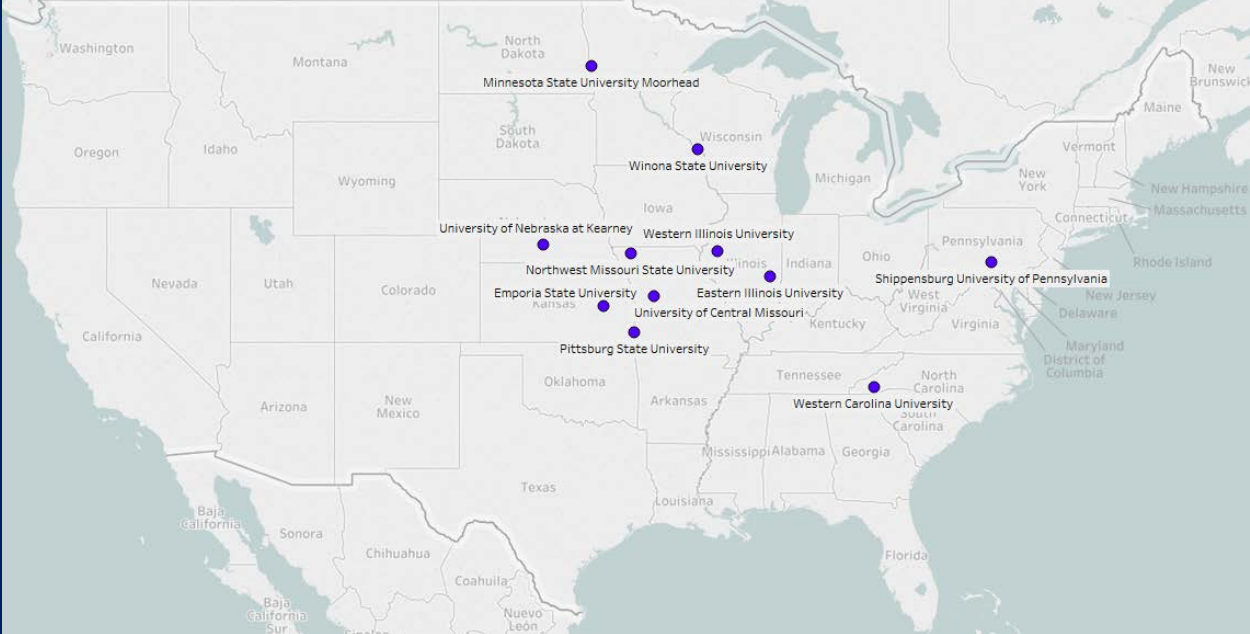 Washington
Montana
North
Dakota
Minnesota State University Moorhead
New
Brunswick
Maine
Oregon
Idaho
South
Dakota
Wisconsin
Winona State University
Vermont
Wyoming
Michigan
New
York
New Hampshire
Massachusetts
Iowa
Connecticut
University of Nebraska at Kearney
Western Illinois University
Pennsylvania
Nevada
Utah
Northwest Missouri State University
Indiana
Ohio
Rhode Island
Shippensburg University of Pennsylvania
Colorado
Emporia State University
Kansas
Eastern Illinois University
West
Virginia
New Jersey
Delaware
California
University of Central Missouri
Kentucky
Virginia
Pittsburg State University
Maryland
District of
Columbia
Oklahoma
Tennessee
North
Carolina
Arizona
New
Mexico
Arkansas
Western Carolina University
South
Carolina
Mississippi
Alabama
Georgia
Texas
Louisiana
Baja
California
Sonora
Chihuahua
Florida
Coahuila
Baja
California
Sur
Nuevo
León